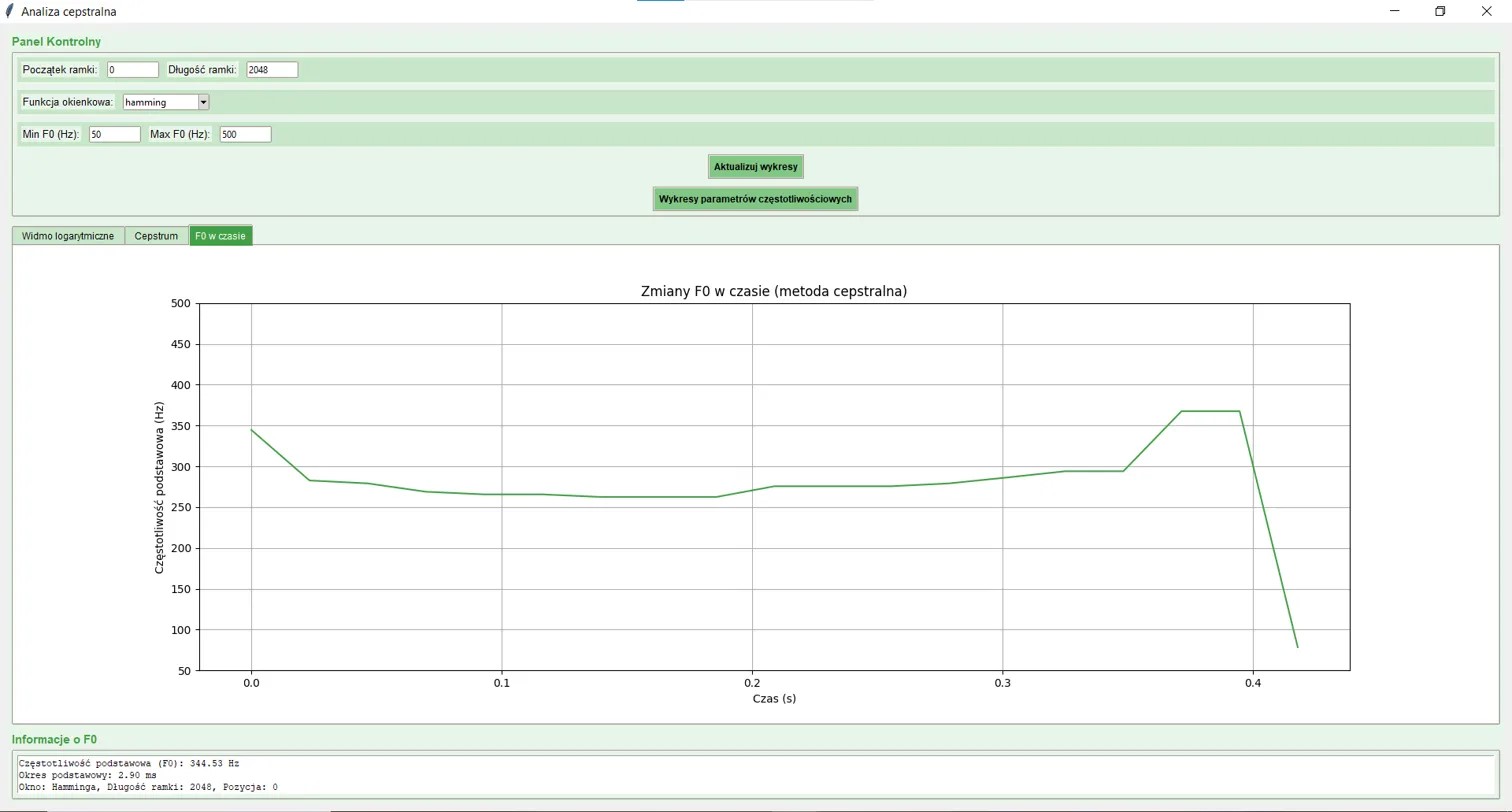 Analiza cepstralna
Panel Kontrolny
Początek ramki: 0 Długość ramki: 2048
Funkcja okienkowa: hamming
Min F0 (Hz): 50 Max F0 (Hz): 500
Aktualizuj wykresy
Wykresy parametrów częstotliwościowych
Widmo logarytmiczne Cepstrum F0 w czasie
Zmiany F0 w czasie (metoda cepstralna)
500
450
400
350
300
250
200
150
100
50
Częstotliwość podstawowa (Hz)
0.0 0.1 0.2 0.3 0.4
Czas (s)
Informacje o F0
Częstotliwość podstawowa (F0): 344.53 Hz
Okres podstawowy: 2.90 ms
Okno: Hamminga, Długość ramki: 2048, Pozycja: 0